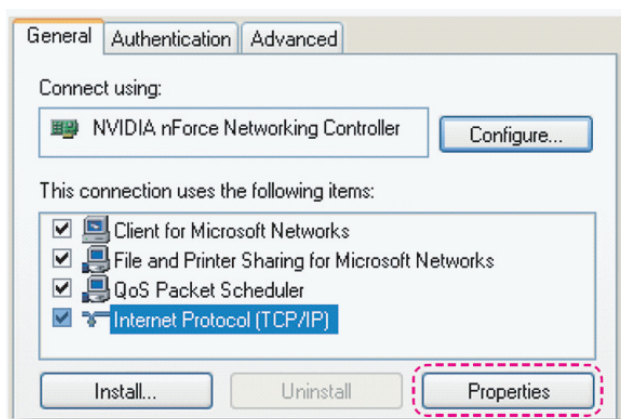 General Authentication Advanced
Connect using:
NVIDIA nForce Networking Controller Configure...
This connection uses the following items:
Client for Microsoft Networks
File and Printer Sharing for Microsoft Networks
QoS Packet Scheduler
Internet Protocol (TCP/IP)
Install... Uninstall Properties